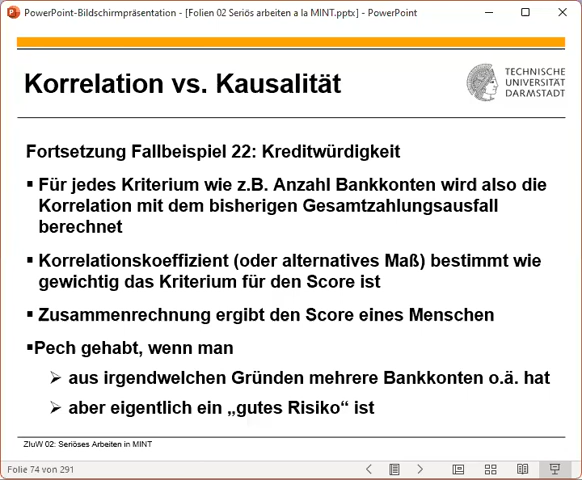 PowerPoint-Bildschirmpräsentation - [Folien 02 Seriös arbeiten a la MINT.pptx] - PowerPoint
Korrelation vs. Kausalität
TECHNISCHE
UNIVERSITÄT
DARMSTADT
Fortsetzung Fallbeispiel 22: Kreditwürdigkeit
▪ Für jedes Kriterium wie z.B. Anzahl Bankkonten wird also die
Korrelation mit dem bisherigen Gesamtzahlungsausfall
berechnet
▪ Korrelationskoeffizient (oder alternatives Maß) bestimmt wie
gewichtig das Kriterium für den Score ist
▪ Zusammenrechnung ergibt den Score eines Menschen
▪Pech gehabt, wenn man
➢ aus irgendwelchen Gründen mehrere Bankkonten o.ä. hat
➢ aber eigentlich ein „gutes Risiko“ ist
ZIuW 02: Seriöses Arbeiten in MINT
Folie 74 von 291